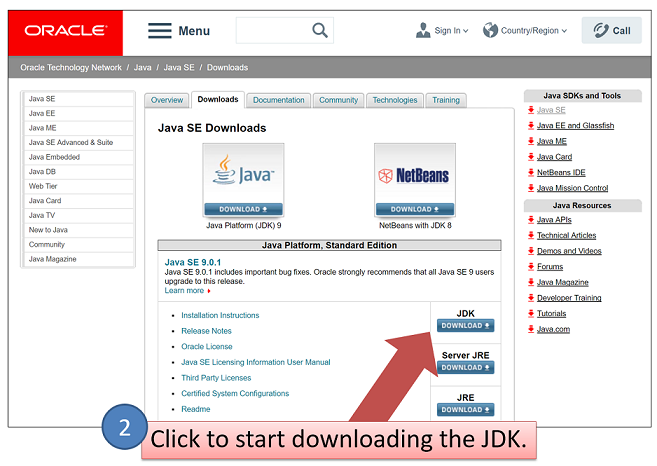 ORACLE
Menu
Sign In
Country/Region
Call
Oracle Technology Network / Java / Java SE / Downloads
Java SE
Java EE
Java ME
Java SE Advanced & Suite
Java Embedded
Java DB
Web Tier
Java Card
Java TV
New to Java
Community
Java Magazine
Overview
Downloads
Documentation
Community
Technologies
Training
Java SE Downloads
Java
DOWNLOAD
Java Platform (JDK) 9
NetBeans
DOWNLOAD
NetBeans with JDK 8
Java Platform, Standard Edition
Java SE 9.0.1
Java SE 9.0.1 includes important bug fixes. Oracle strongly recommends that all Java SE 9 users
upgrade to this release.
Learn more
Installation Instructions
Release Notes
Oracle License
Java SE Licensing Information User Manual
Third Party Licenses
Certified System Configurations
Readme
JDK
DOWNLOAD
Server JRE
DOWNLOAD
JRE
DOWNLOAD
Java SDKs and Tools
Java SE
Java EE and Glassfish
Java ME
Java Card
NetBeans IDE
Java Mission Control
Java Resources
Java APIs
Technical Articles
Demos and Videos
Forums
Java Magazine
Developer Training
Tutorials
Java.com
2
Click to start downloading the JDK.